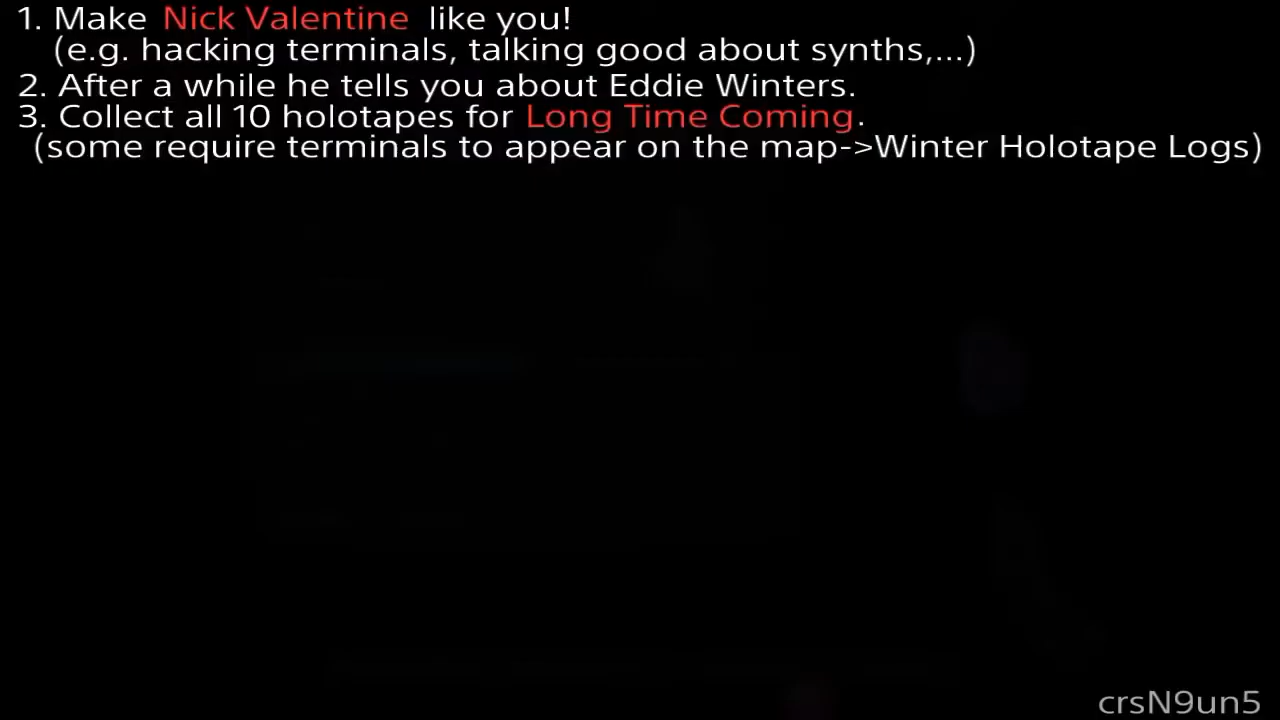 1. Make Nick Valentine like you!
(e.g. hacking terminals, talking good about synths,...)
2. After a while he tells you about Eddie Winters.
3. Collect all 10 holotapes for Long Time Coming.
(some require terminals to appear on the map->Winter Holotape Logs)
crsN9un5